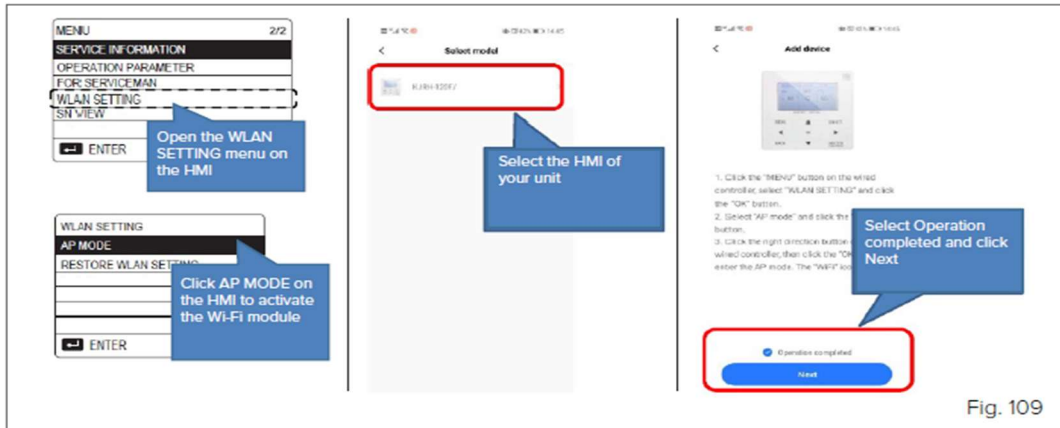 MENU 2/2
SERVICE INFORMATION
OPERATION PARAMETER
FOR SERVICEMAN
WLAN SETTING
SN VIEW
ENTER
Open the WLAN
SETTING menu on
the HMI
WLAN SETTING
AP MODE
RESTORE WLAN
ENTER
Click AP MODE on
the HMI to activate
the Wi-Fi module
Select model
Select the HMI of
your unit
Add device
1. Click the "MENU" button on the wired
controller, select "WLAN SETTING" and click
the "OK" button.
2. Select "AP mode" and click the
button.
3. Click the right direction button
wired controller, then click the "OK
enter the AP mode. The "WIFI"
Select Operation
completed and click
Next
Operation completed
Next
Fig. 109